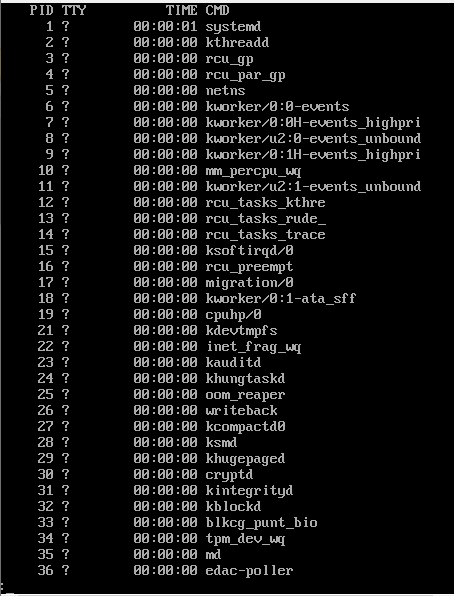 PID TTY          TIME CMD
1 ?        00:00:01 systemd
2 ?        00:00:00 kthreadd
3 ?        00:00:00 rcu_gp
4 ?        00:00:00 rcu_par_gp
5 ?        00:00:00 netns
6 ?        00:00:00 kworker/0:0-events
7 ?        00:00:00 kworker/0:0H-events_highpri
8 ?        00:00:00 kworker/u2:0-events_unbound
9 ?        00:00:00 kworker/0:1H-events_highpri
10 ?        00:00:00 mm_percpu_wq
11 ?        00:00:00 kworker/u2:1-events_unbound
12 ?        00:00:00 rcu_tasks_kthre
13 ?        00:00:00 rcu_tasks_rude_
14 ?        00:00:00 rcu_tasks_trace
15 ?        00:00:00 ksoftirqd/0
16 ?        00:00:00 rcu_preempt
17 ?        00:00:00 migration/0
18 ?        00:00:00 kworker/0:1-ata_sff
19 ?        00:00:00 cpuhp/0
21 ?        00:00:00 kdevtmpfs
22 ?        00:00:00 inet_frag_wq
23 ?        00:00:00 kauditd
24 ?        00:00:00 khungtaskd
25 ?        00:00:00 oom_reaper
26 ?        00:00:00 writeback
27 ?        00:00:00 kcompactd0
28 ?        00:00:00 ksmd
29 ?        00:00:00 khugepaged
30 ?        00:00:00 cryptd
31 ?        00:00:00 kintegrityd
32 ?        00:00:00 kblockd
33 ?        00:00:00 blkcg_punt_bio
34 ?        00:00:00 tpm_dev_wq
35 ?        00:00:00 md
36 ?        00:00:00 edac-poller
: